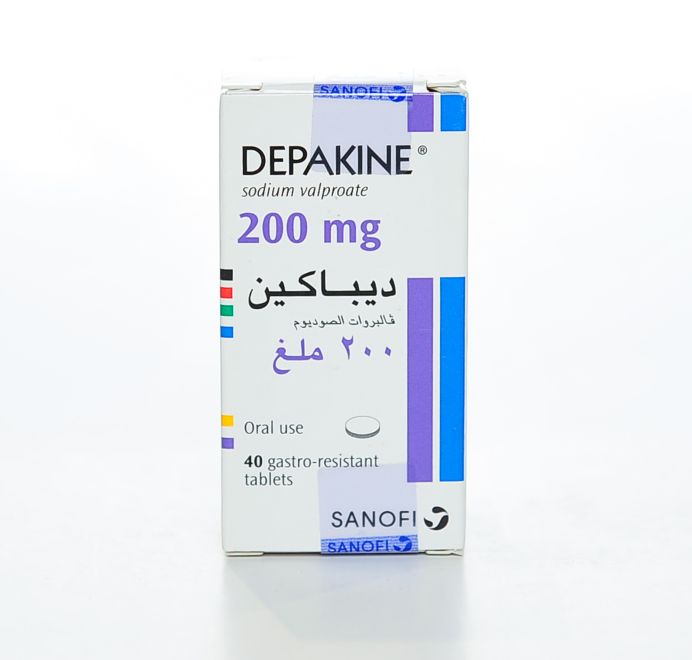 SANOFI
DEPAKINE®
sodium valproate
200 mg
ديباكين
ڤالبروات الصوديوم
٢٠٠ ملغ
Oral use
40 gastro-resistant
tablets
SANOFI
SANOFI